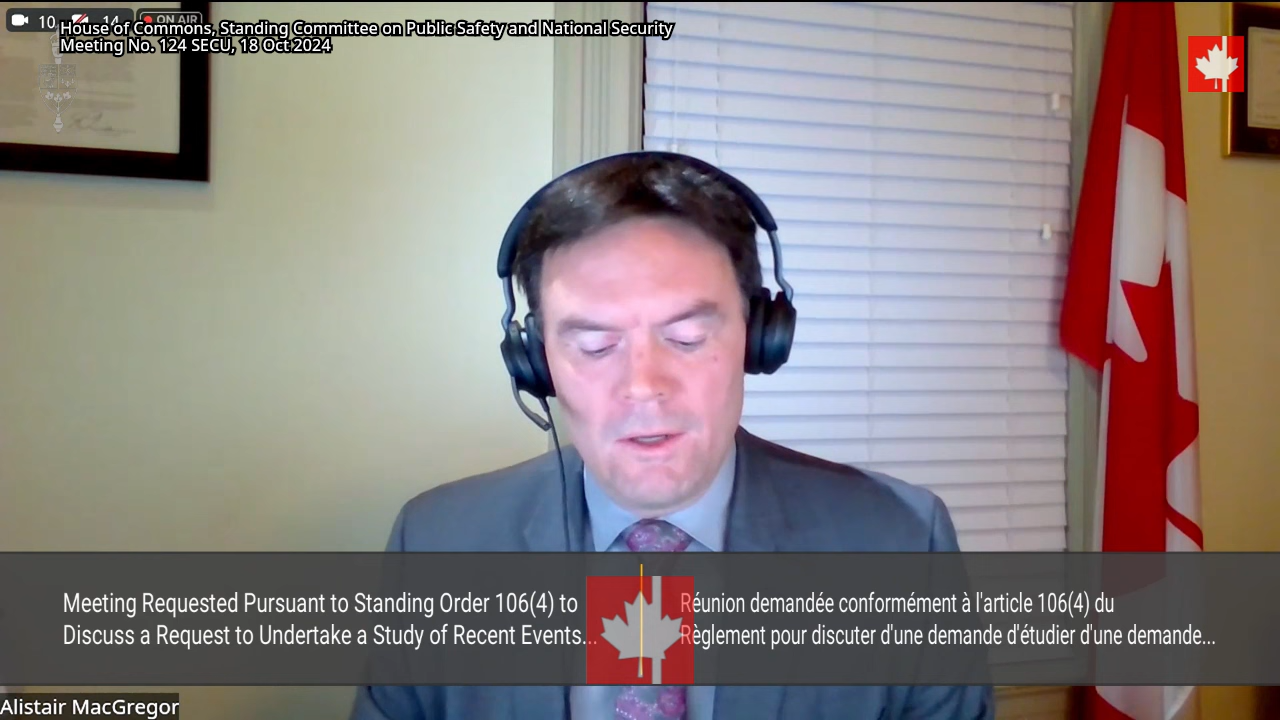 10 14 ON AIR
House of Commons, Standing Committee on Public Safety and National Security
Meeting No. 124 SECU, 18 Oct 2024
Meeting Requested Pursuant to Standing Order 106(4) to
Discuss a Request to Undertake a Study of Recent Events...
Réunion demandée conformément à l'article 106(4) du
Règlement pour discuter d'une demande d'étudier d'une demande...
Alistair MacGregor